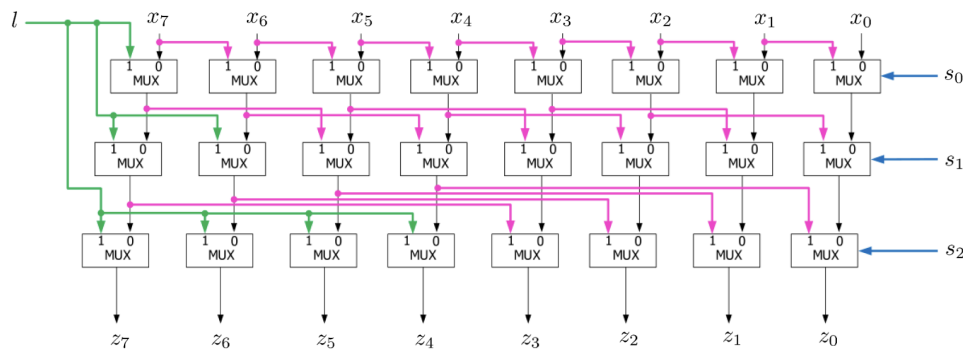 l x₇ x₆ x₅ x₄ x₃ x₂ x₁ x₀
1 0 1 0 1 0 1 0 1 0 1 0 1 0 1 0
MUX MUX MUX MUX MUX MUX MUX MUX s₀
1 0 1 0 1 0 1 0 1 0 1 0 1 0 1 0
MUX MUX MUX MUX MUX MUX MUX MUX s₁
1 0 1 0 1 0 1 0 1 0 1 0 1 0 1 0
MUX MUX MUX MUX MUX MUX MUX MUX s₂
z₇ z₆ z₅ z₄ z₃ z₂ z₁ z₀